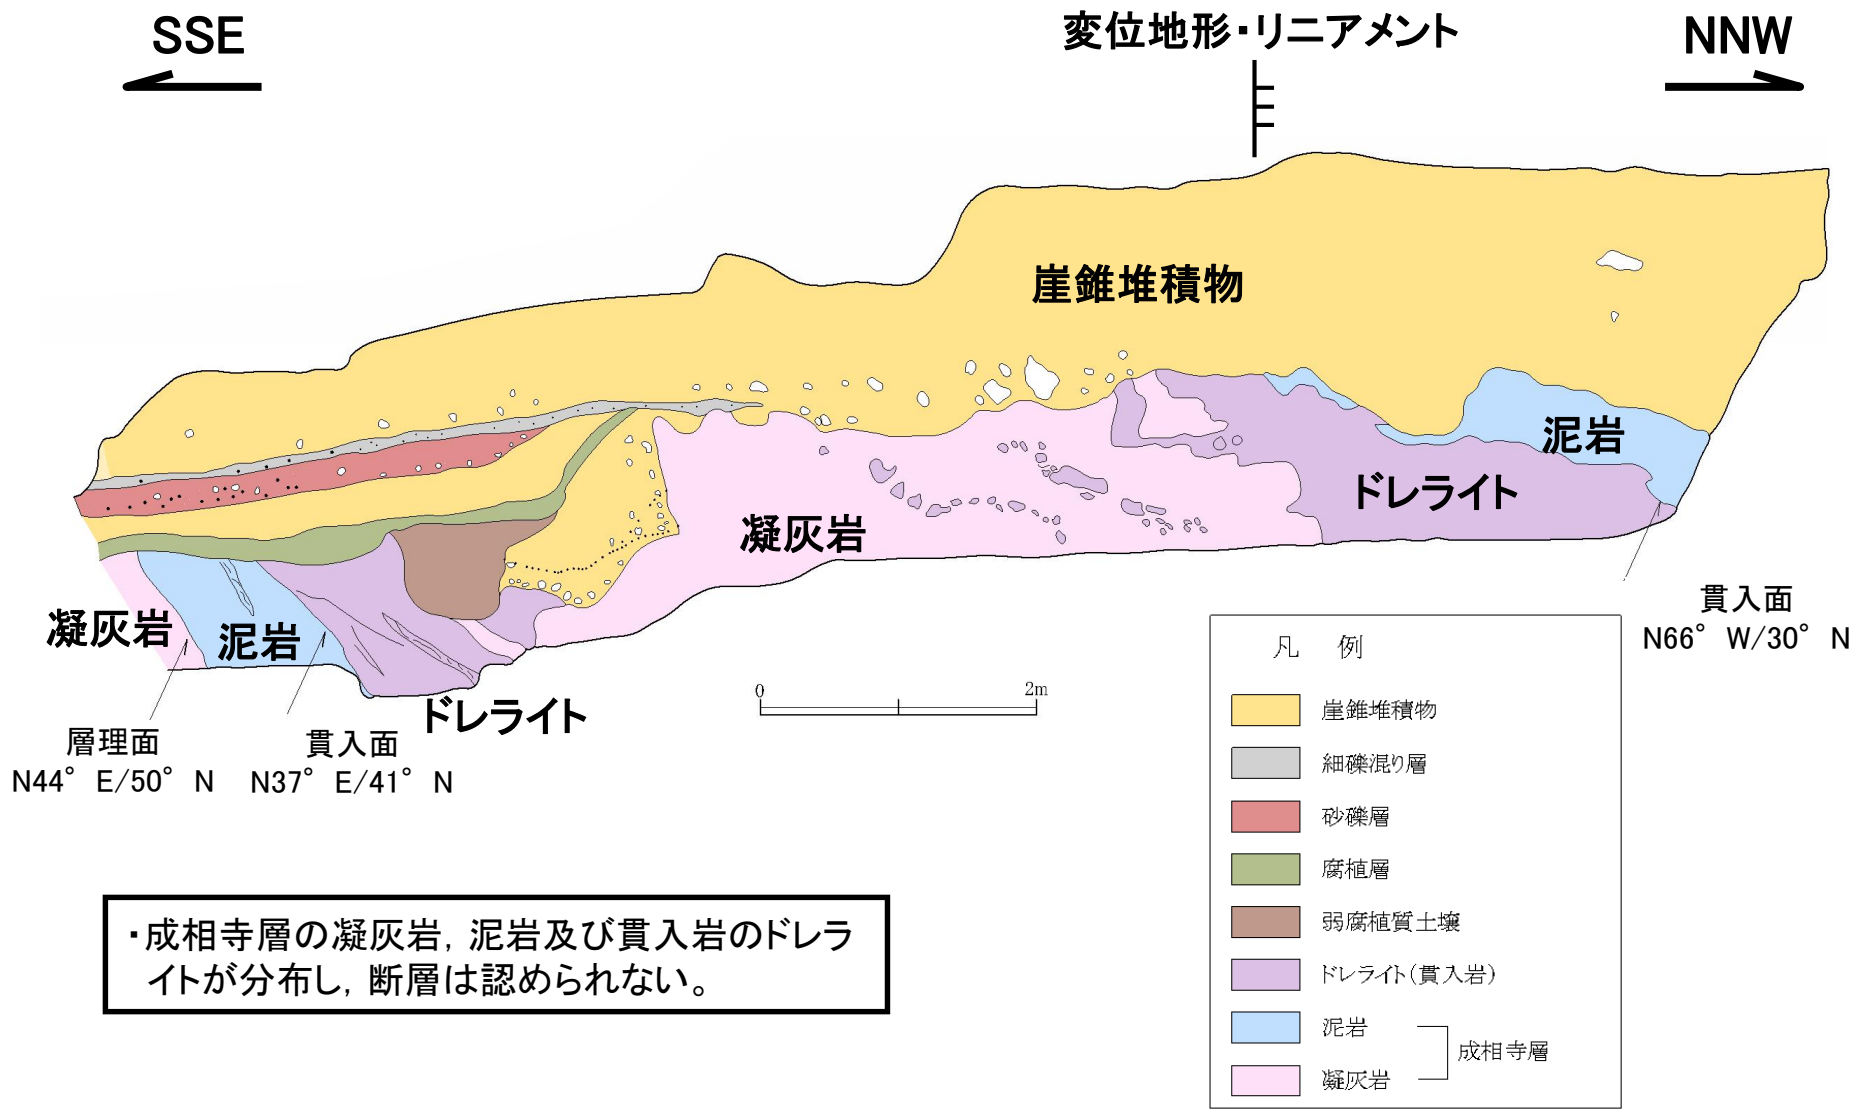 SSE
変位地形・リニアメント
NNW
崖錐堆積物
泥岩
ドレライト
凝灰岩
凝灰岩
泥岩
ドレライト
貫入面
N66° W/30° N
層理面
N44° E/50° N
貫入面
N37° E/41° N
0
2m
凡 例
崖錐堆積物
細礫混り層
砂礫層
腐植層
弱腐植質土壌
ドレライト(貫入岩)
泥岩
凝灰岩
成相寺層
・成相寺層の凝灰岩, 泥岩及び貫入岩のドレラ
イトが分布し, 断層は認められない。